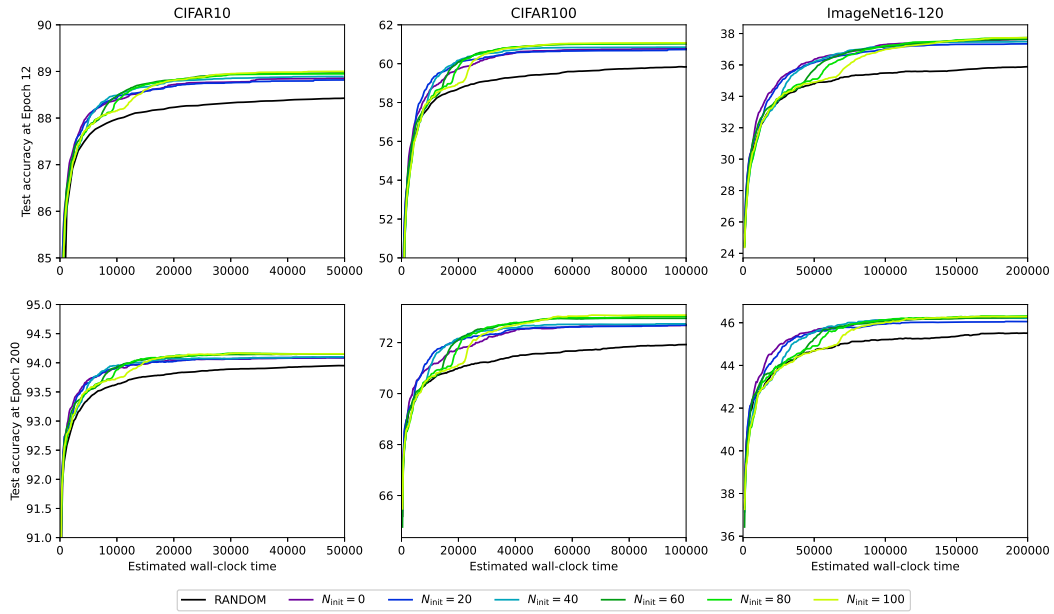 CIFAR10
CIFAR100
ImageNet16-120
Test accuracy at Epoch 12
90
89
88
87
86
85
0 10000 20000 30000 40000 50000
62
60
58
56
54
52
50
0 20000 40000 60000 80000 100000
38
36
34
32
30
28
26
24
0 50000 100000 150000 200000
Test accuracy at Epoch 200
95.0
94.5
94.0
93.5
93.0
92.5
92.0
91.5
91.0
0 10000 20000 30000 40000 50000
Estimated wall-clock time
72
70
68
66
0 20000 40000 60000 80000 100000
Estimated wall-clock time
46
44
42
40
38
36
0 50000 100000 150000 200000
Estimated wall-clock time
RANDOM N_init = 0 N_init = 20 N_init = 40 N_init = 60 N_init = 80 N_init = 100